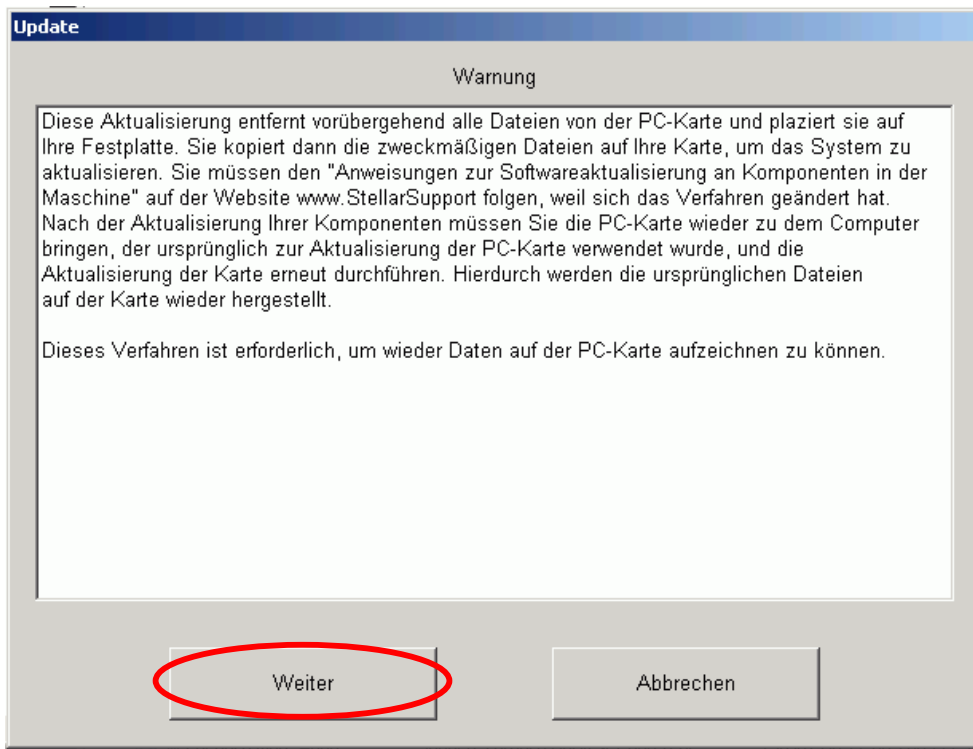 Update
Warnung
Diese Aktualisierung entfernt vorübergehend alle Dateien von der PC-Karte und plaziert sie auf
Ihre Festplatte. Sie kopiert dann die zweckmäßigen Dateien auf Ihre Karte, um das System zu
aktualisieren. Sie müssen den "Anweisungen zur Softwareaktualisierung an Komponenten in der
Maschine" auf der Website www.StellarSupport folgen, weil sich das Verfahren geändert hat.
Nach der Aktualisierung Ihrer Komponenten müssen Sie die PC-Karte wieder zu dem Computer
bringen, der ursprünglich zur Aktualisierung der PC-Karte verwendet wurde, und die
Aktualisierung der Karte erneut durchführen. Hierdurch werden die ursprünglichen Dateien
auf der Karte wieder hergestellt.
Dieses Verfahren ist erforderlich, um wieder Daten auf der PC-Karte aufzeichnen zu können.
Weiter
Abbrechen